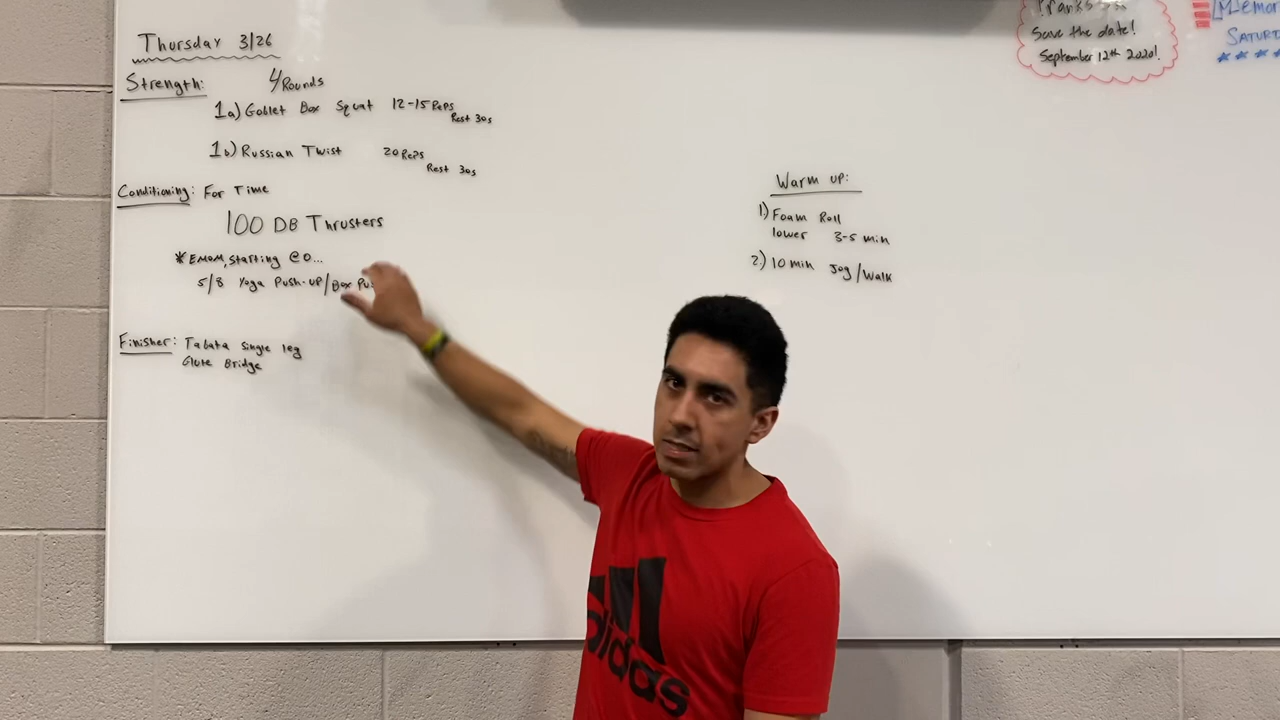 Thursday 3/26
Strength: 4 Rounds
1a) Goblet Box Squat 12-15 Reps
Rest 30s
1b) Russian Twist 20 Reps
Rest 30s
Conditioning: For Time
100 DB Thrusters
*EMOM, Starting @ 0...
5/8 Yoga Push-up/Box
Finisher: Tabata Single leg
Glute Bridge
Warm up:
1) Foam Roll
lower 3-5 min
2) 10 min Jog/Walk
Save the date!
September 12th 2020!
adidas